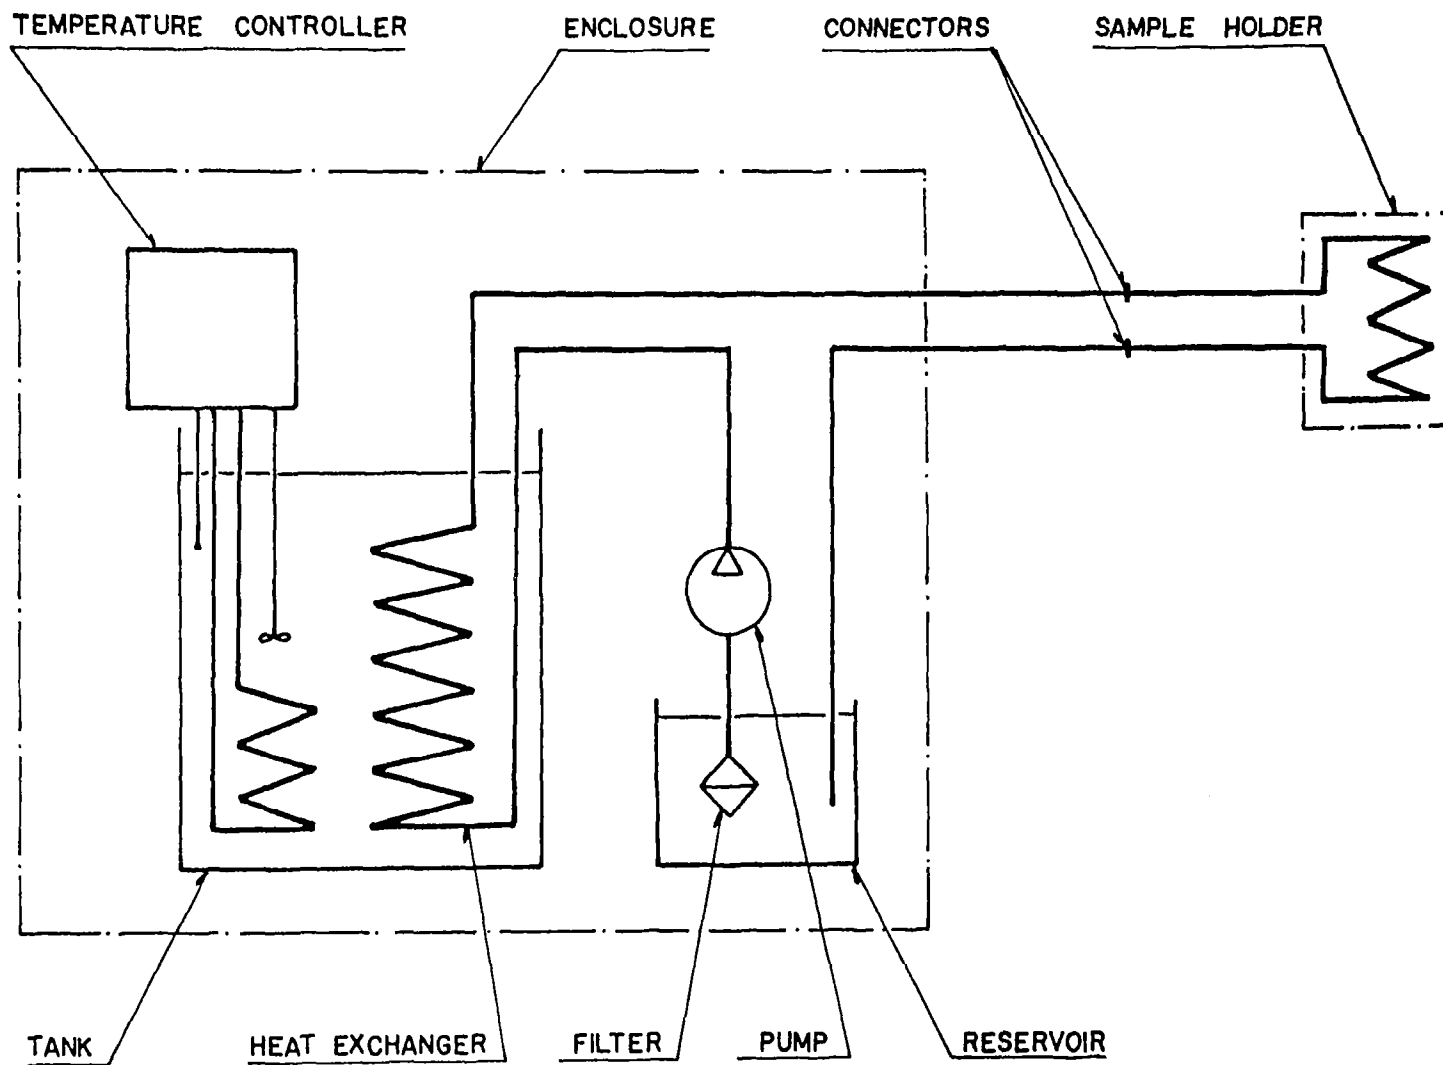 TEMPERATURE CONTROLLER
ENCLOSURE
CONNECTORS
SAMPLE HOLDER
TANK
HEAT EXCHANGER
FILTER
PUMP
RESERVOIR